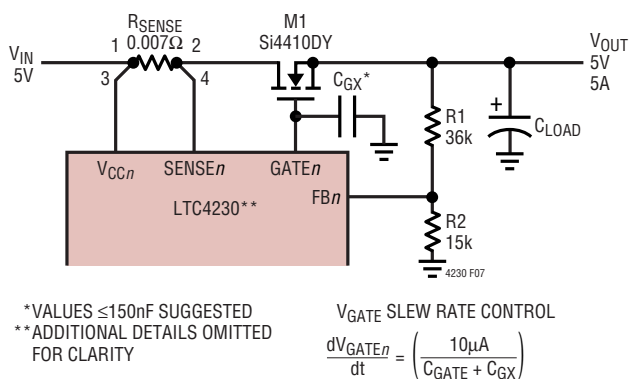 RSENSE
0.007Ω
M1
Si4410DY
VIN
5V
1 2
3 4
VOUT
5V
5A
CGX*
R1
36k
+
CLOAD
VCCn SENSEn GATEn
LTC4230**
FBn
R2
15k
4230 F07
*VALUES ≤150nF SUGGESTED
**ADDITIONAL DETAILS OMITTED
FOR CLARITY
VGATE SLEW RATE CONTROL
dVGATEn/dt = (10µA/(CGATE + CGX))